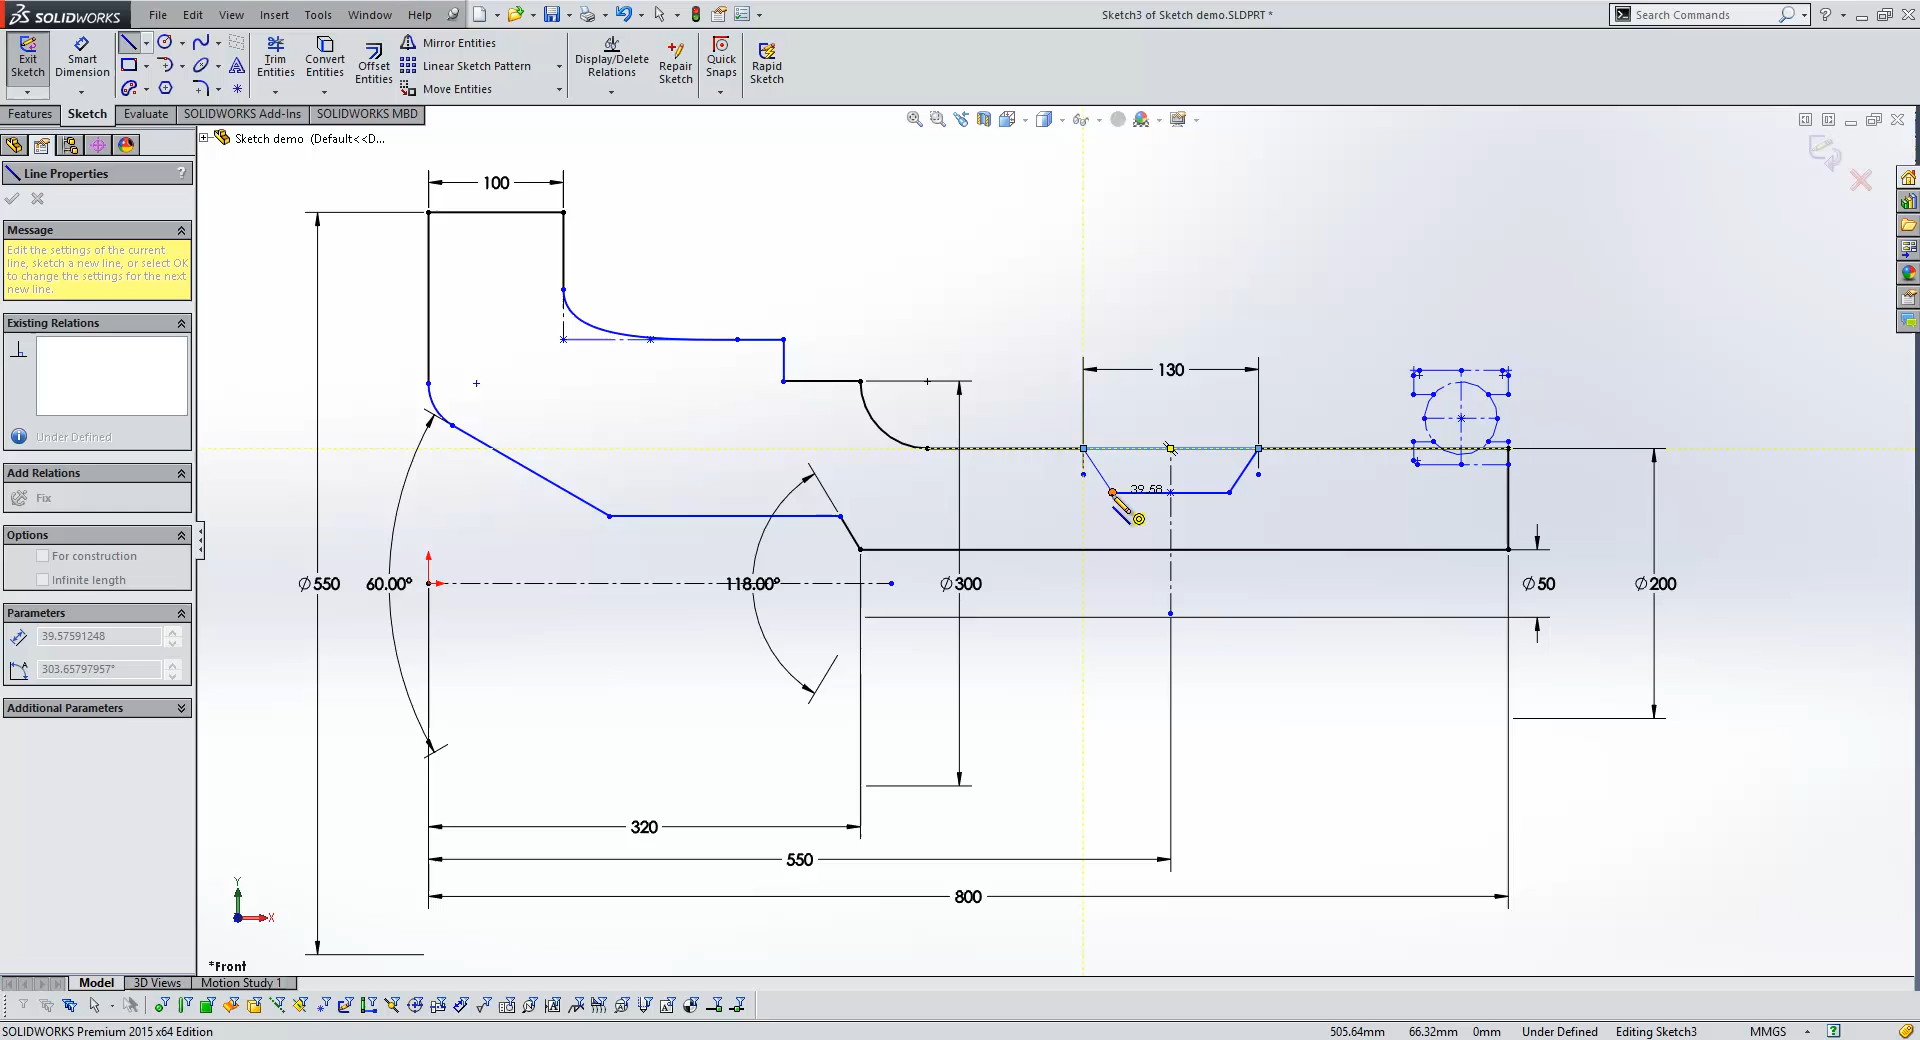 SOLIDWORKS File Edit View Insert Tools Window Help Sketch3 of Sketch demo.SLDPRT * Search Commands ?
Exit Sketch Smart Dimension Trim Entities Convert Entities Offset Entities Mirror Entities Linear Sketch Pattern Move Entities Display/Delete Relations Repair Sketch Quick Snaps Rapid Sketch
Features Sketch Evaluate SOLIDWORKS Add-Ins SOLIDWORKS MBD
Sketch demo (Default<<D...
Line Properties ?
Message
Edit the settings of the current
line, sketch a new line, or select OK
to change the settings for the next
new line.
Existing Relations
Under Defined
Add Relations
Fix
Options
For construction
Infinite length
Parameters
39.57591248
303.65797957°
Additional Parameters
100
130
39.58
∅550
60.00°
118.00°
∅300
∅50
∅200
320
550
800
Y
X
*Front
Model 3D Views Motion Study 1
SOLIDWORKS Premium 2015 x64 Edition 505.64mm 66.32mm 0mm Under Defined Editing Sketch3 MMGS ?